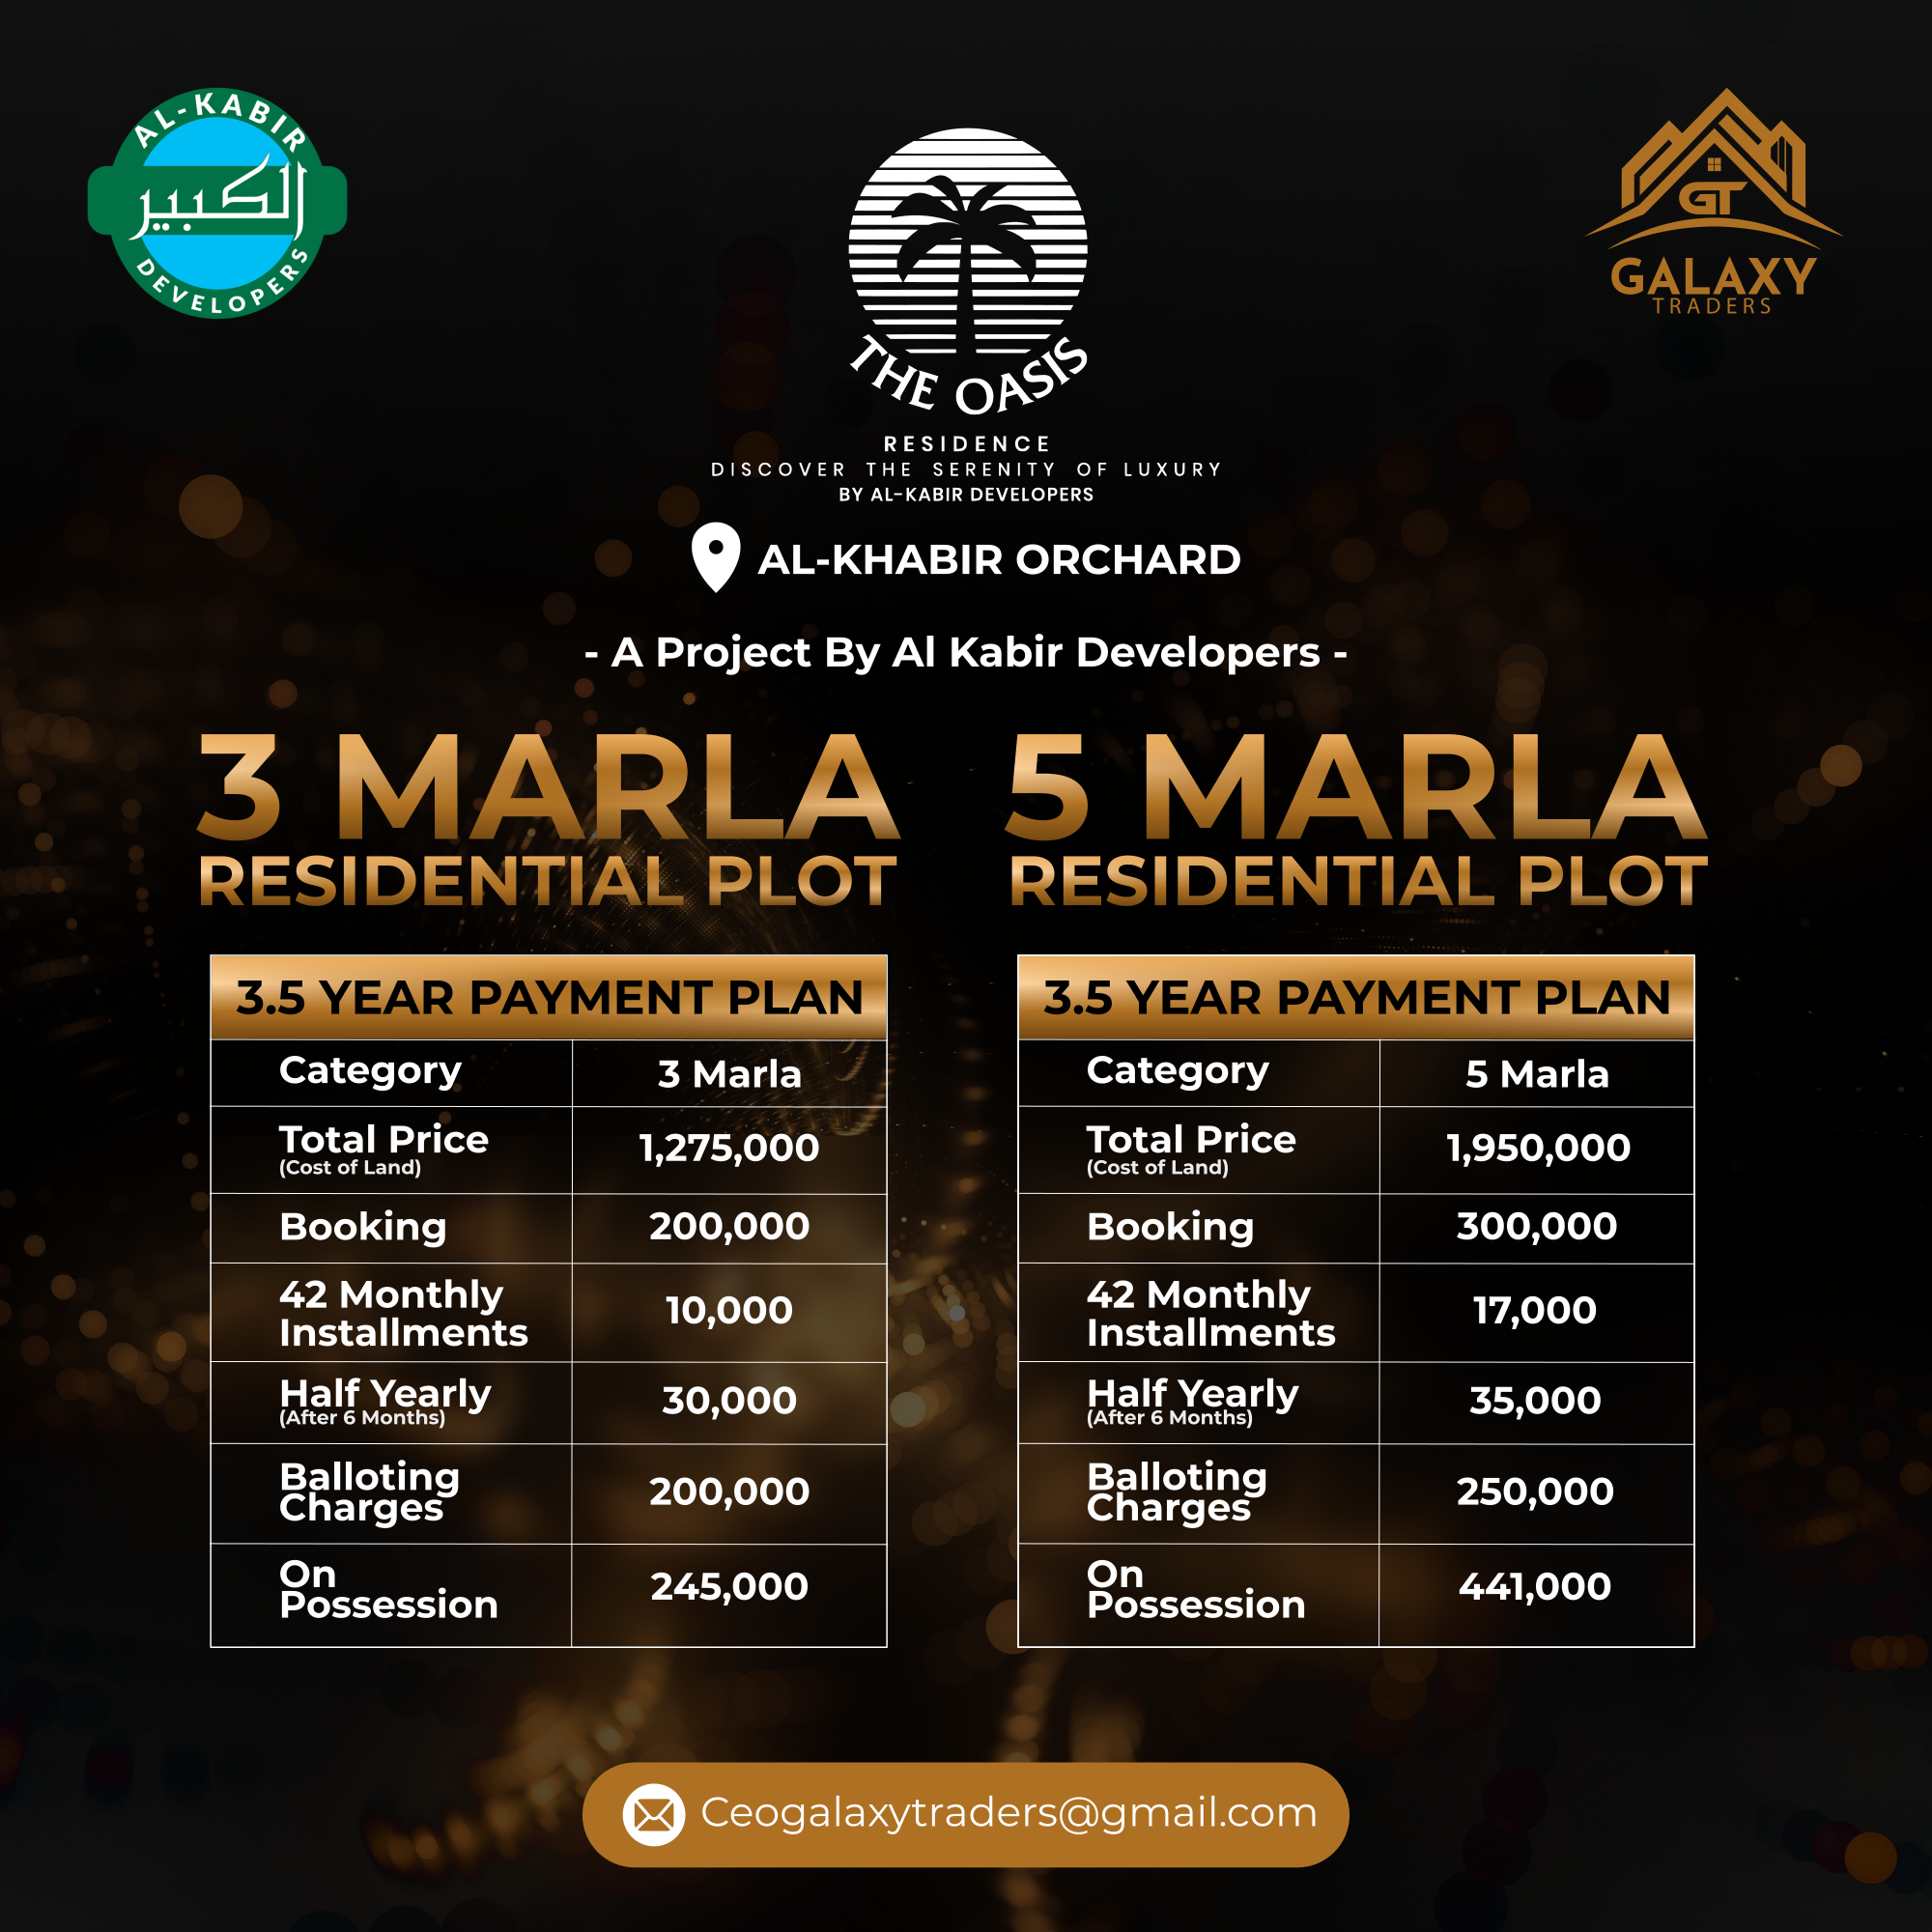 AL-KABIR
الكبير
DEVELOPERS
THE OASIS
RESIDENCE
DISCOVER THE SERENITY OF LUXURY
BY AL-KABIR DEVELOPERS
GT
GALAXY
TRADERS
AL-KHABIR ORCHARD
- A Project By Al Kabir Developers -
3 MARLA
RESIDENTIAL PLOT
3.5 YEAR PAYMENT PLAN
Category 3 Marla
Total Price 1,275,000
(Cost of Land)
Booking 200,000
42 Monthly
Installments 10,000
Half Yearly 30,000
(After 6 Months)
Balloting
Charges 200,000
On
Possession 245,000
5 MARLA
RESIDENTIAL PLOT
3.5 YEAR PAYMENT PLAN
Category 5 Marla
Total Price 1,950,000
(Cost of Land)
Booking 300,000
42 Monthly
Installments 17,000
Half Yearly 35,000
(After 6 Months)
Balloting
Charges 250,000
On
Possession 441,000
Ceogalaxytraders@gmail.com